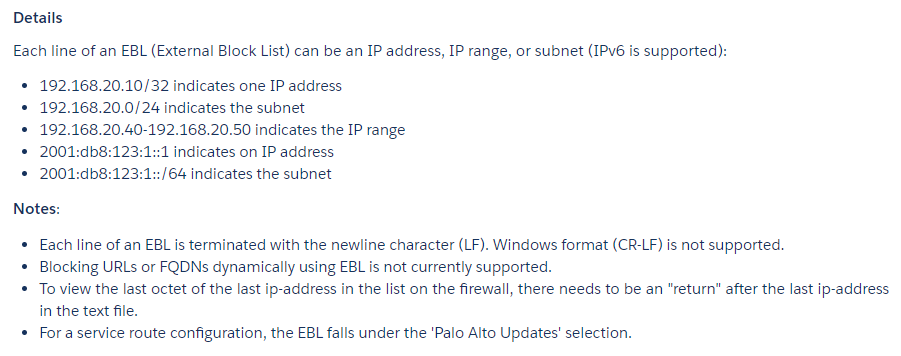 Details
Each line of an EBL (External Block List) can be an IP address, IP range, or subnet (IPv6 is supported):
• 192.168.20.10/32 indicates one IP address
• 192.168.20.0/24 indicates the subnet
• 192.168.20.40-192.168.20.50 indicates the IP range
• 2001:db8:123:1::1 indicates on IP address
• 2001:db8:123:1::/64 indicates the subnet
Notes:
• Each line of an EBL is terminated with the newline character (LF). Windows format (CR-LF) is not supported.
• Blocking URLs or FQDNs dynamically using EBL is not currently supported.
• To view the last octet of the last ip-address in the list on the firewall, there needs to be an "return" after the last ip-address
in the text file.
• For a service route configuration, the EBL falls under the 'Palo Alto Updates' selection.